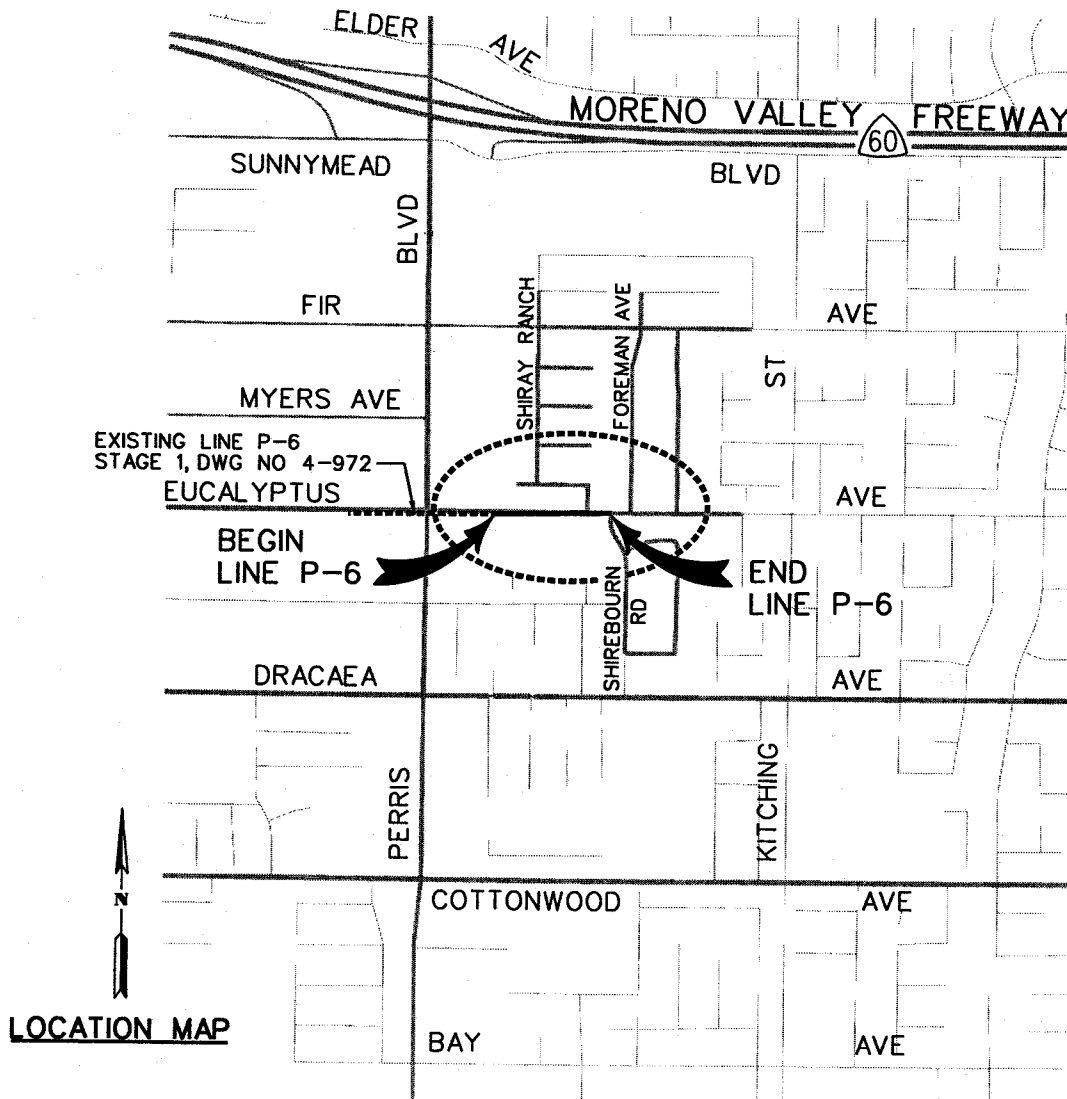 ELDER
AVE
MORENO VALLEY FREEWAY
60
SUNNYMEAD
BLVD
BLVD
SHIRAY RANCH
FOREMAN AVE
FIR
AVE
ST
MYERS AVE
EXISTING LINE P-6
STAGE 1, DWG NO 4-972
EUCALYPTUS
AVE
BEGIN
LINE P-6
END
LINE P-6
SHIREBOURN
RD
DRACAEA
AVE
PERRIS
KITCHING
N
COTTONWOOD
AVE
LOCATION MAP
BAY
AVE